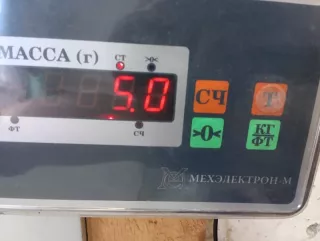 МАССА (г)
СТ
>0<
5.0
ФТ
СЧ
СЧ
Т
>0<
КГ
ФТ
МЕХЭЛЕКТРОН-М